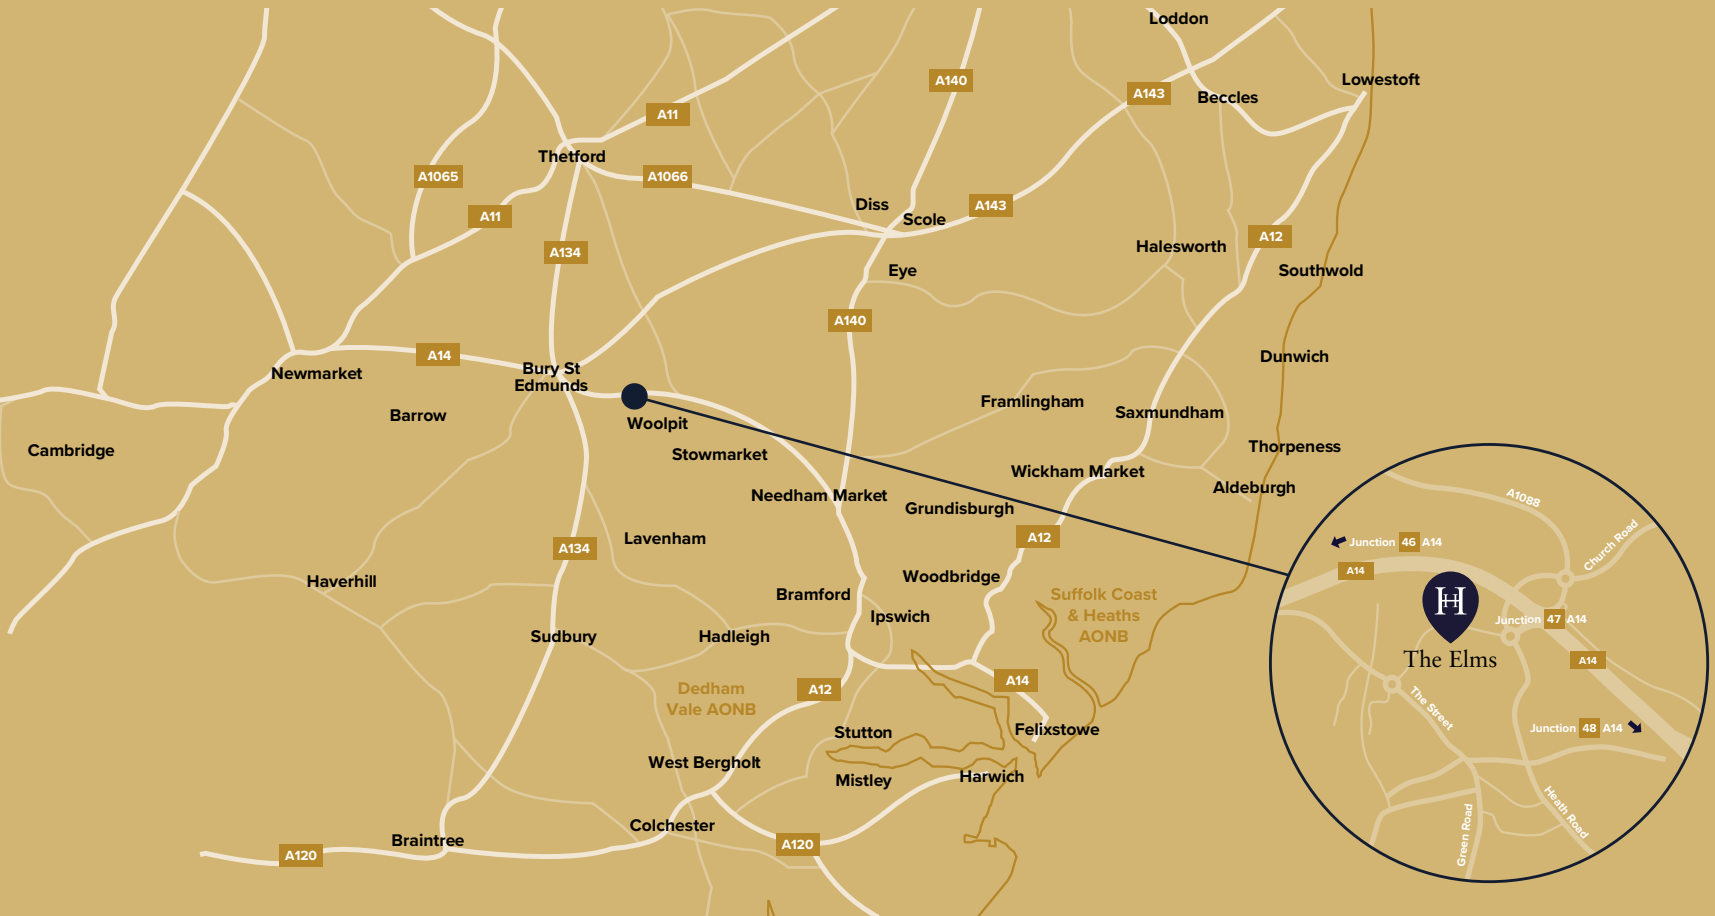 Loddon
Lowestoft
A140
A143
Beccles
A11
Thetford
A1065
A1066
A11
Diss
Scole
A143
A134
Halesworth
A12
Southwold
Eye
A140
A14
Newmarket
Bury St
Edmunds
Dunwich
Barrow
Woolpit
Framlingham
Saxmundham
Cambridge
Stowmarket
Thorpeness
Wickham Market
Aldeburgh
Needham Market
Grundisburgh
A12
Lavenham
A134
Haverhill
Woodbridge
Bramford
Suffolk Coast
& Heaths
AONB
Ipswich
Sudbury
Hadleigh
A14
Dedham
Vale AONB
A12
Stutton
Felixstowe
West Bergholt
Mistley
Harwich
Colchester
Braintree
A120
A120
A1088
Church Road
Junction 46 A14
A14
H
Junction 47 A14
The Elms
A14
The Street
Junction 48 A14
Heath Road
Green Road